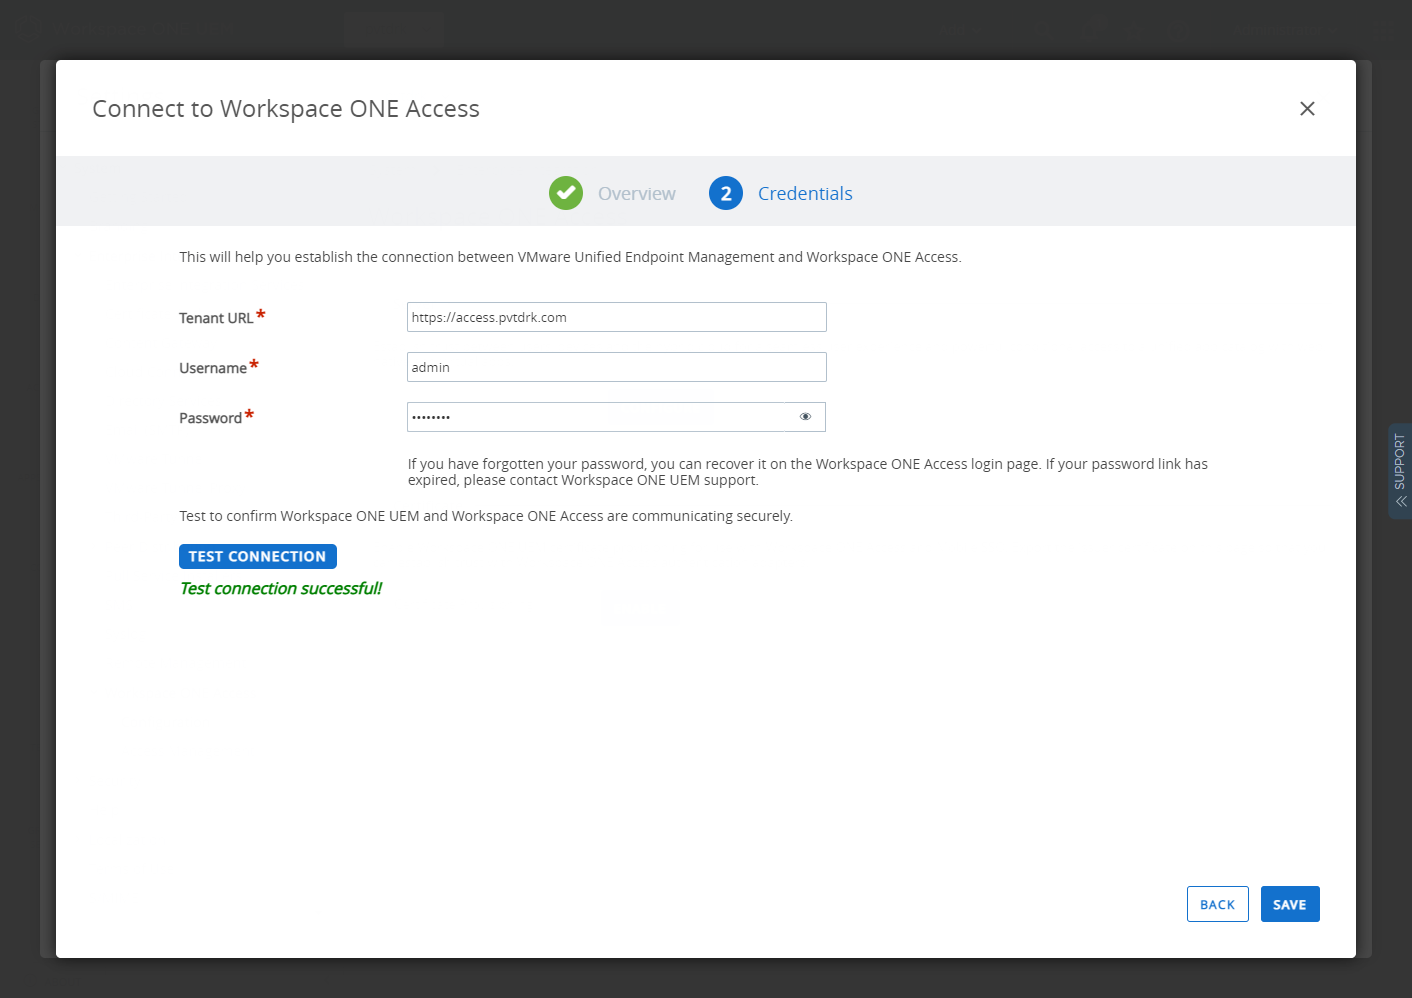 Connect to Workspace ONE Access
Overview
2 Credentials
This will help you establish the connection between VMware Unified Endpoint Management and Workspace ONE Access.
Tenant URL* https://access.pvtdrk.com
Username* admin
Password* ••••••••
If you have forgotten your password, you can recover it on the Workspace ONE Access login page. If your password link has
expired, please contact Workspace ONE UEM support.
Test to confirm Workspace ONE UEM and Workspace ONE Access are communicating securely.
TEST CONNECTION
Test connection successful!
BACK SAVE
SUPPORT